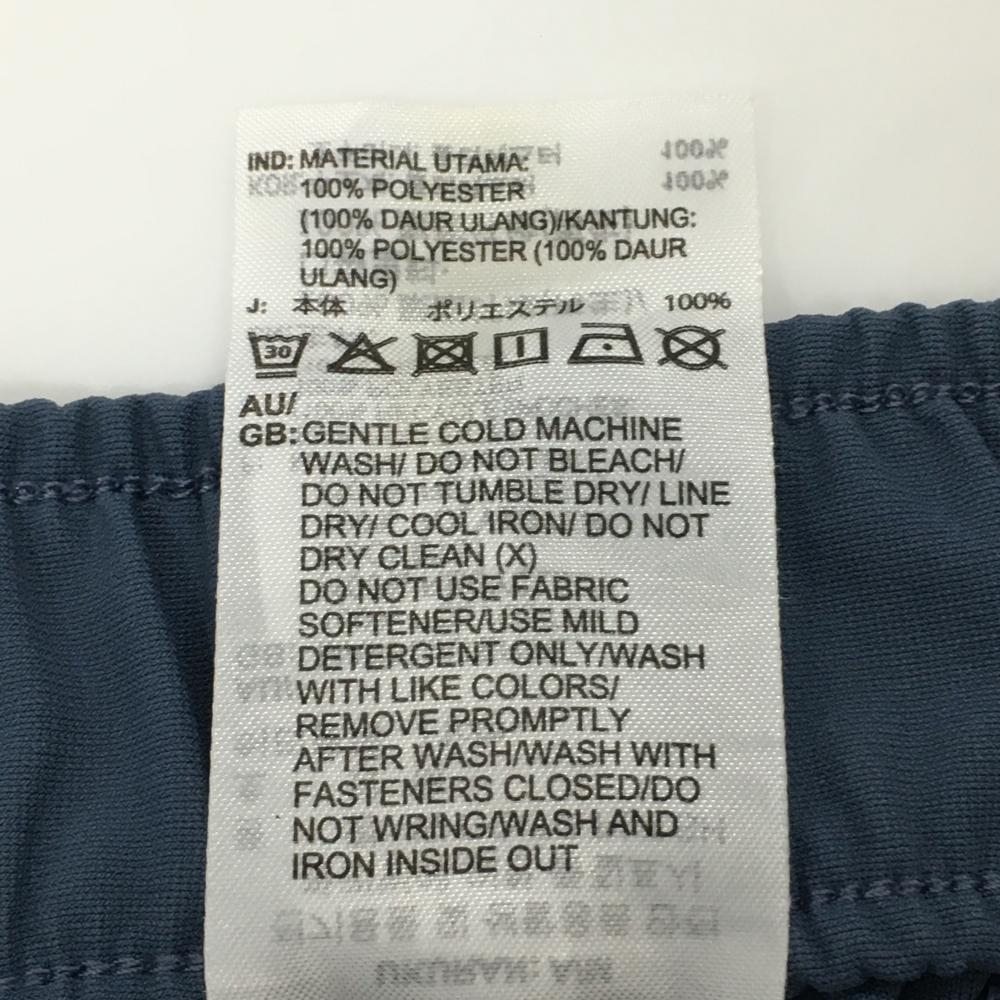 IND: MATERIAL UTAMA:
100% POLYESTER
(100% DAUR ULANG)/KANTUNG:
100% POLYESTER (100% DAUR
ULANG)
J: 本体 ポリエステル 100%
30
AU/
GB: GENTLE COLD MACHINE
WASH/ DO NOT BLEACH/
DO NOT TUMBLE DRY/ LINE
DRY/ COOL IRON/ DO NOT
DRY CLEAN (X)
DO NOT USE FABRIC
SOFTENER/USE MILD
DETERGENT ONLY/WASH
WITH LIKE COLORS/
REMOVE PROMPTLY
AFTER WASH/WASH WITH
FASTENERS CLOSED/DO
NOT WRING/WASH AND
IRON INSIDE OUT